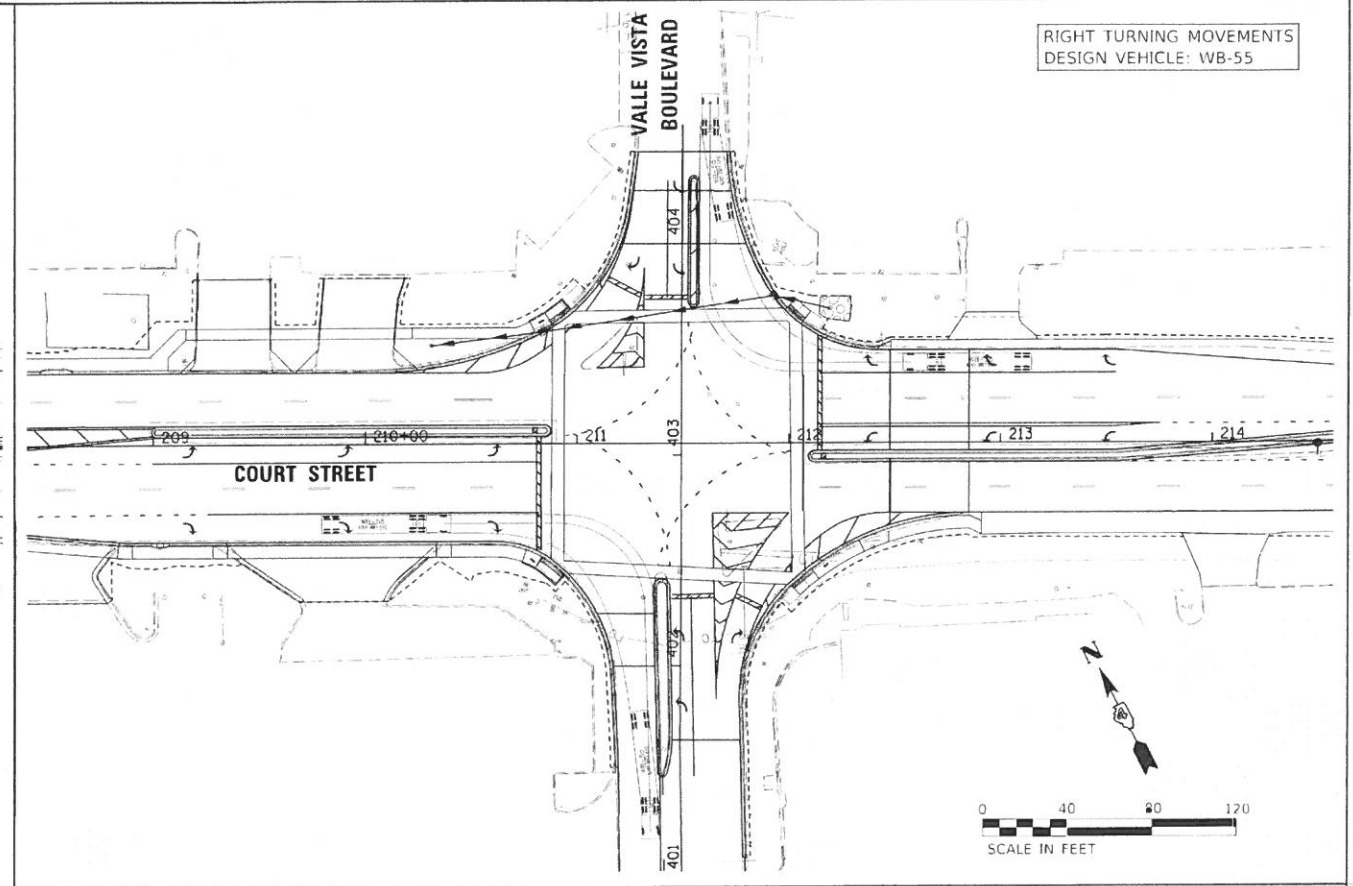 RIGHT TURNING MOVEMENTS
DESIGN VEHICLE: WB-55
VALLE VISTA
BOULEVARD
404
403
402
401
209
210+00
211
212
213
214
COURT STREET
N
0 40 80 120
SCALE IN FEET